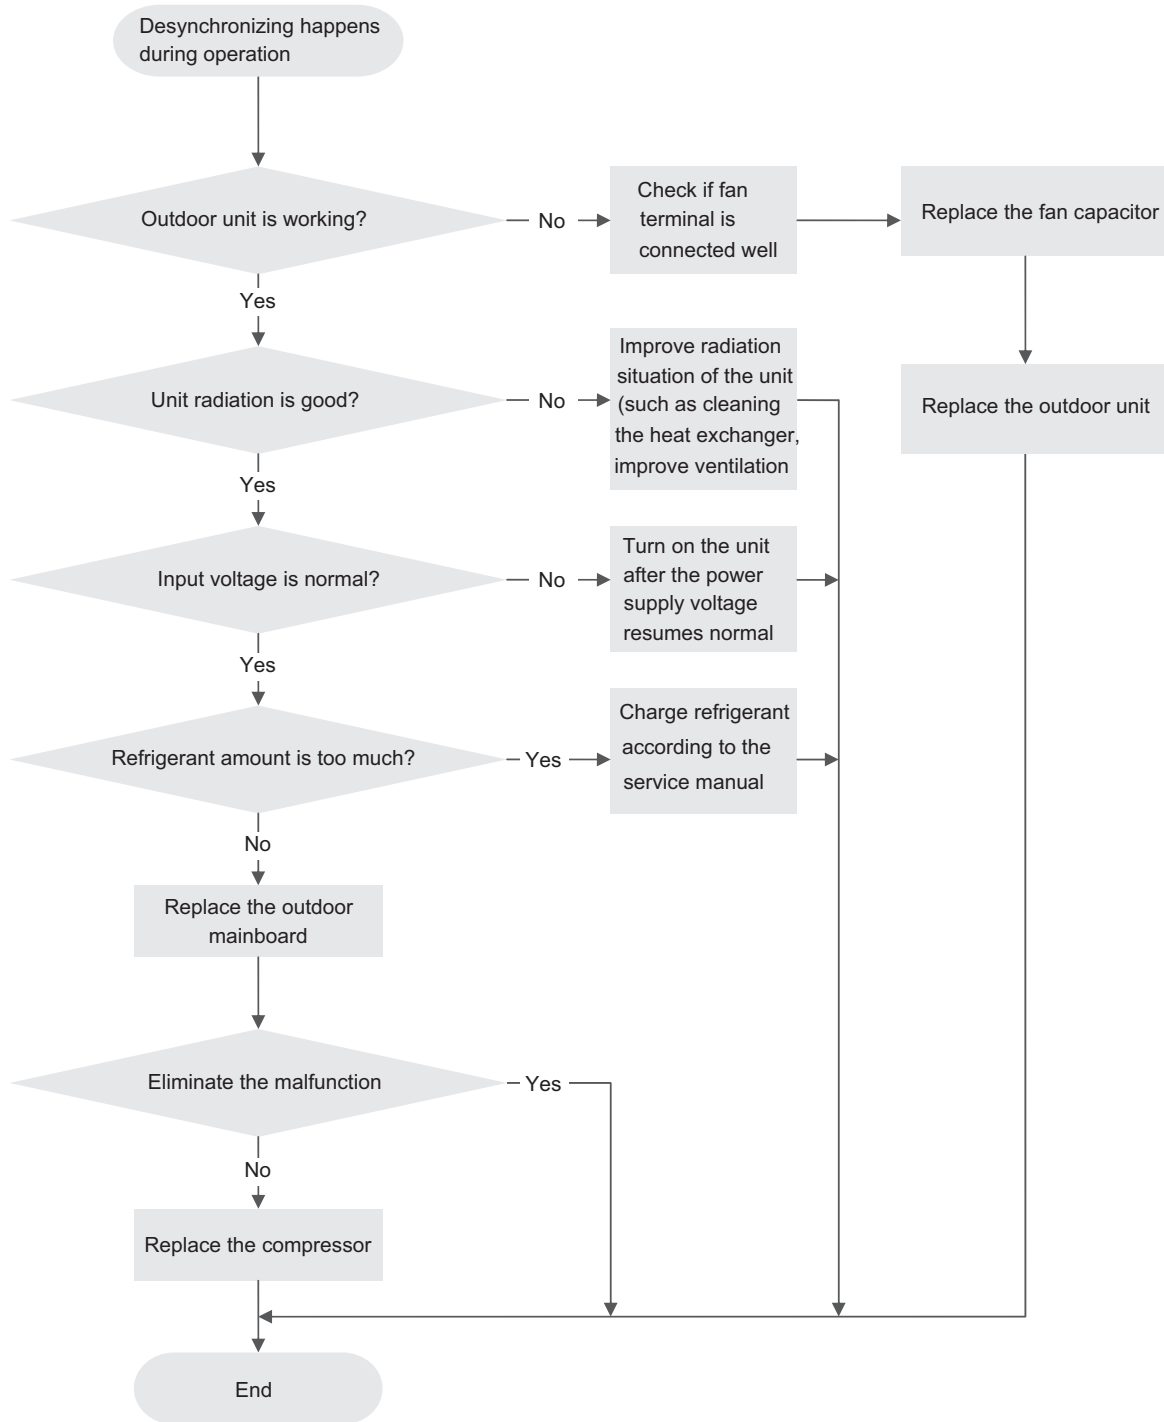 Desynchronizing happens
during operation
Outdoor unit is working?
No
Check if fan
terminal is
connected well
Replace the fan capacitor
Yes
Unit radiation is good?
No
Improve radiation
situation of the unit
(such as cleaning
the heat exchanger,
improve ventilation
Replace the outdoor unit
Yes
Input voltage is normal?
No
Turn on the unit
after the power
supply voltage
resumes normal
Yes
Refrigerant amount is too much?
Yes
Charge refrigerant
according to the
service manual
No
Replace the outdoor
mainboard
Eliminate the malfunction
Yes
No
Replace the compressor
End